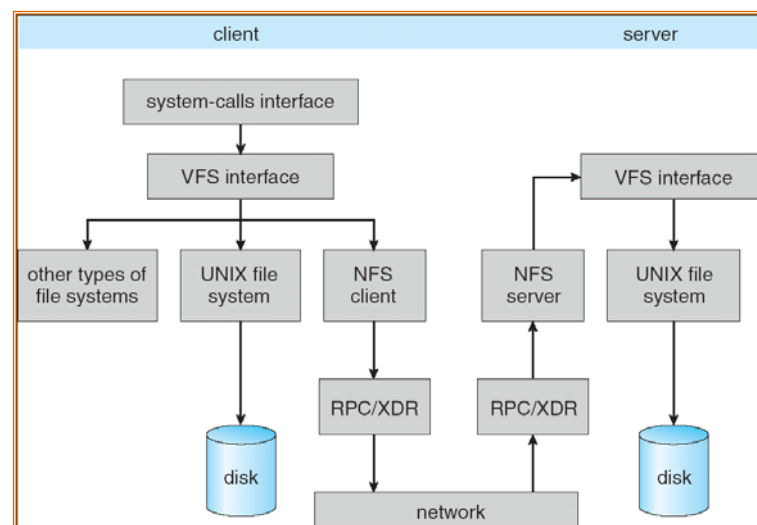 client
server
system-calls interface
VFS interface
VFS interface
other types of
file systems
UNIX file
system
NFS
client
NFS
server
UNIX file
system
RPC/XDR
RPC/XDR
disk
disk
network